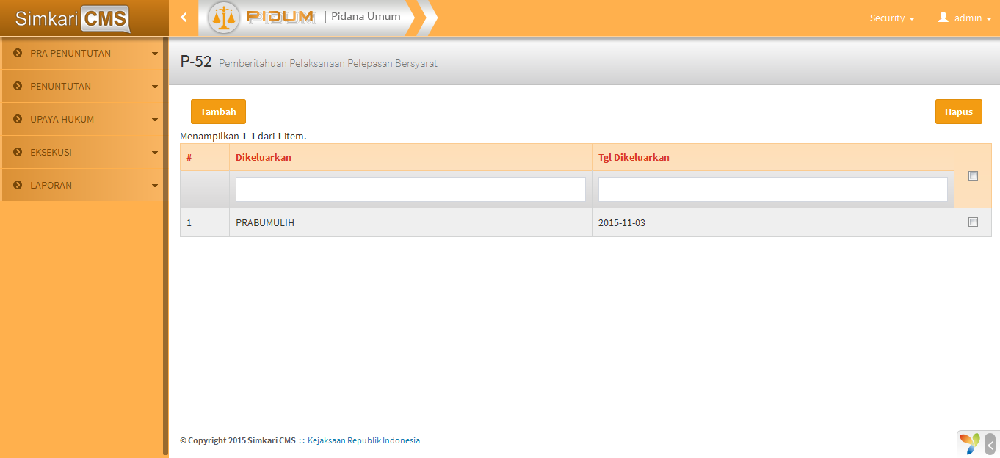 Simkari CMS
PIDUM | Pidana Umum
Security
admin
PRA PENUNTUTAN
PENUNTUTAN
UPAYA HUKUM
EKSEKUSI
LAPORAN
P-52 Pemberitahuan Pelaksanaan Pelepasan Bersyarat
Tambah
Hapus
Menampilkan 1-1 dari 1 item.
# Dikeluarkan Tgl Dikeluarkan
1 PRABUMULIH 2015-11-03
© Copyright 2015 Simkari CMS :: Kejaksaan Republik Indonesia